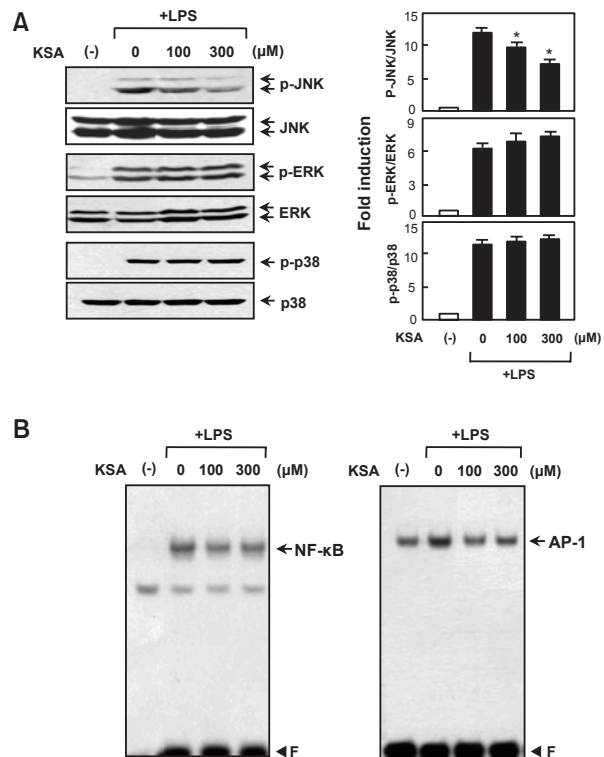 A
+LPS
KSA (-) 0 100 300 (µM)
p-JNK
JNK
p-ERK
ERK
p-p38
p38
Fold induction
P-JNK/JNK
15
10
5
0
* *
p-ERK/ERK
9
6
3
0
p-p38/p38
15
10
5
0
KSA (-) 0 100 300 (µM)
+LPS
B
+LPS
KSA (-) 0 100 300 (µM)
NF-κB
F
+LPS
KSA (-) 0 100 300 (µM)
AP-1
F